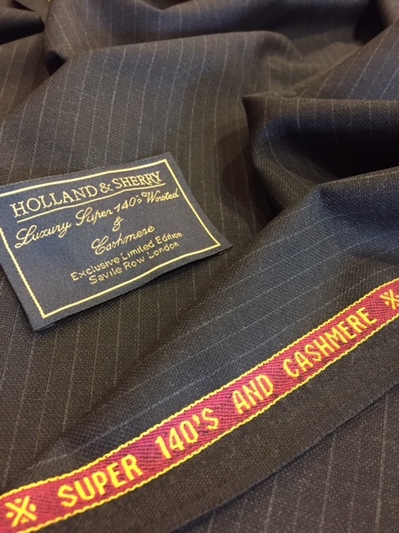 HOLLAND & SHERRY
Luxury Super 140's Worsted
&
Cashmere
Exclusive Limited Edition
Savile Row London
SUPER 140'S AND CASHMERE